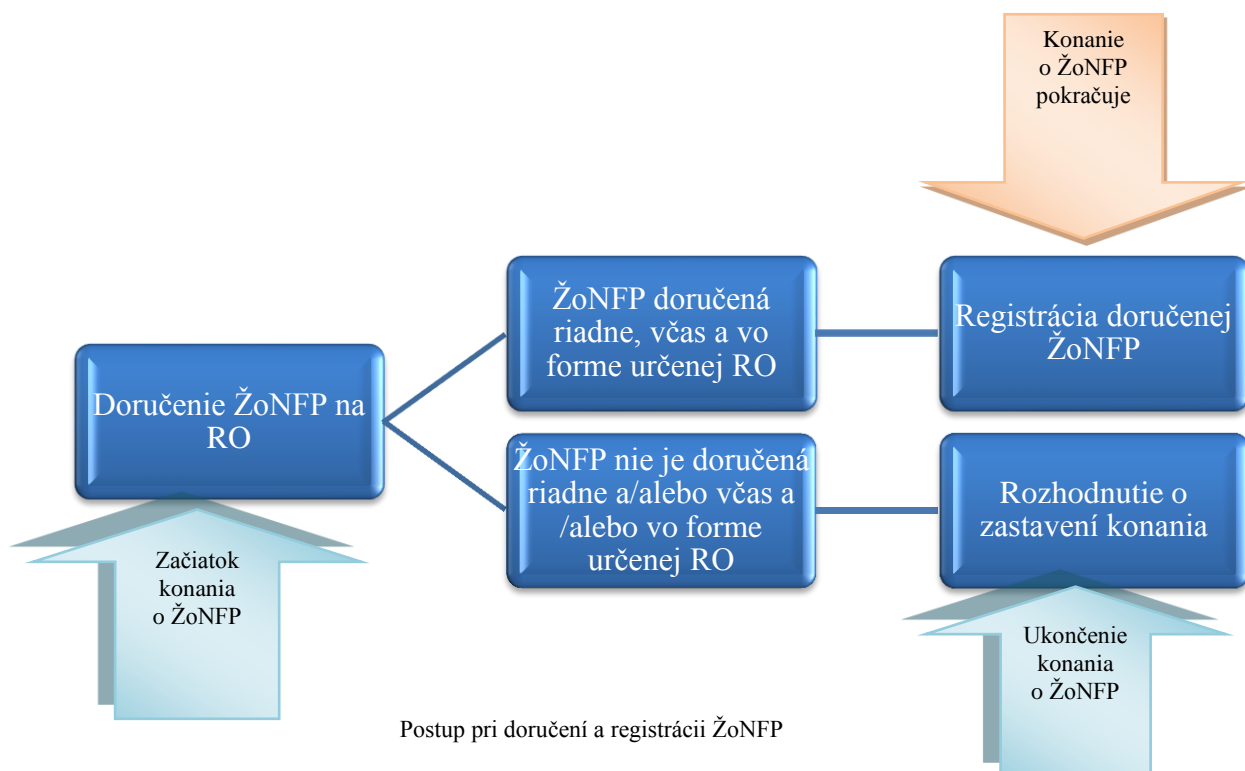 Konanie
o ŽoNFP
pokračuje
ŽoNFP doručená
riadne, včas a vo
forme určenej RO
Registrácia doručenej
ŽoNFP
Doručenie ŽoNFP na
RO
ŽoNFP nie je doručená
riadne a/alebo včas a
/alebo vo forme
určenej RO
Rozhodnutie o
zastavení konania
Začiatok
konania
o ŽoNFP
Ukončenie
konania
o ŽoNFP
Postup pri doručení a registrácii ŽoNFP